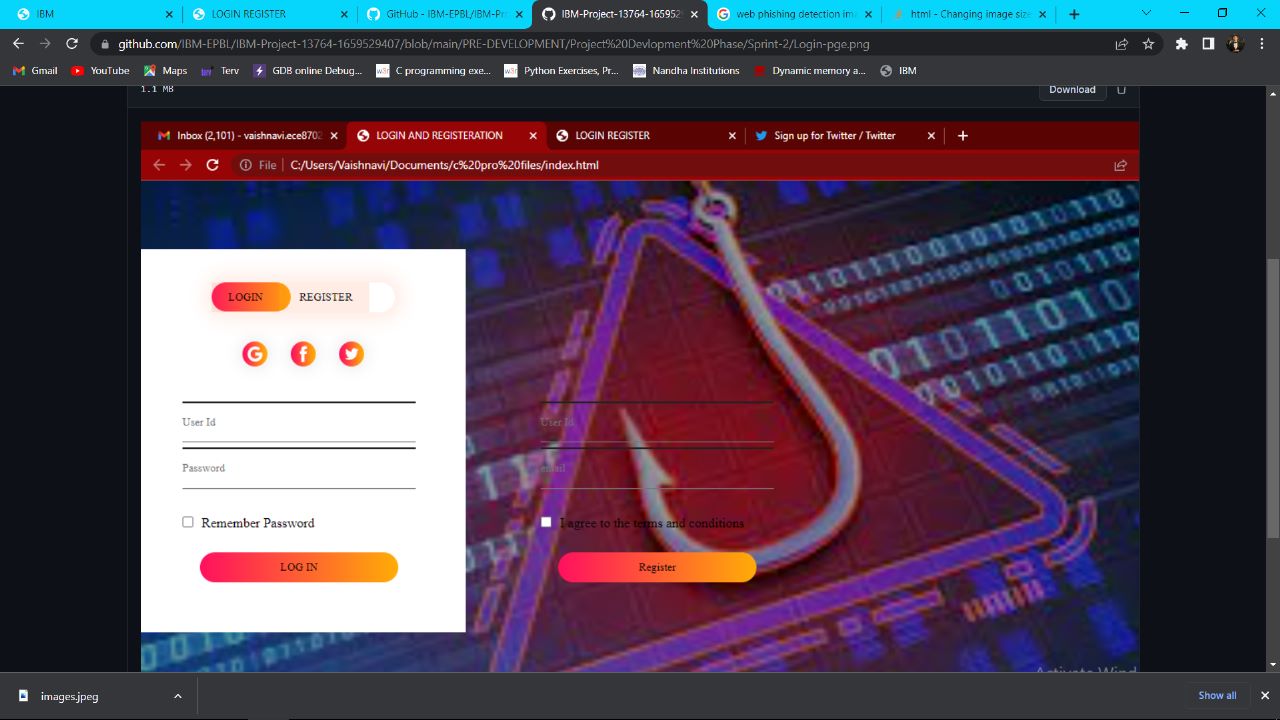 IBM
LOGIN REGISTER
GitHub - IBM-EPBL/IBM-Pr
IBM-Project-13764-165952
web phishing detection im
html - Changing image size
github.com/IBM-EPBL/IBM-Project-13764-1659529407/blob/main/PRE-DEVELOPMENT/Project%20Devlopment%20Phase/Sprint-2/Login-pge.png
Gmail
YouTube
Maps
Terv
GDB online Debug...
C programing exe...
Python Exercises, Pr...
Nandha Institutions
Dynamic memory a...
IBM
1.1 MB
Download
Inbox (2,101) - vaishnavi.ece870
LOGIN AND REGISTERATION
LOGIN REGISTER
Sign up for Twitter / Twitter
File
C:/Users/Vaishnavi/Documents/c%20pro%20files/index.html
LOGIN
REGISTER
User Id
User Id
Password
email
Remember Password
I agree to the terms and conditions
LOG IN
Register
images.jpeg
Show all